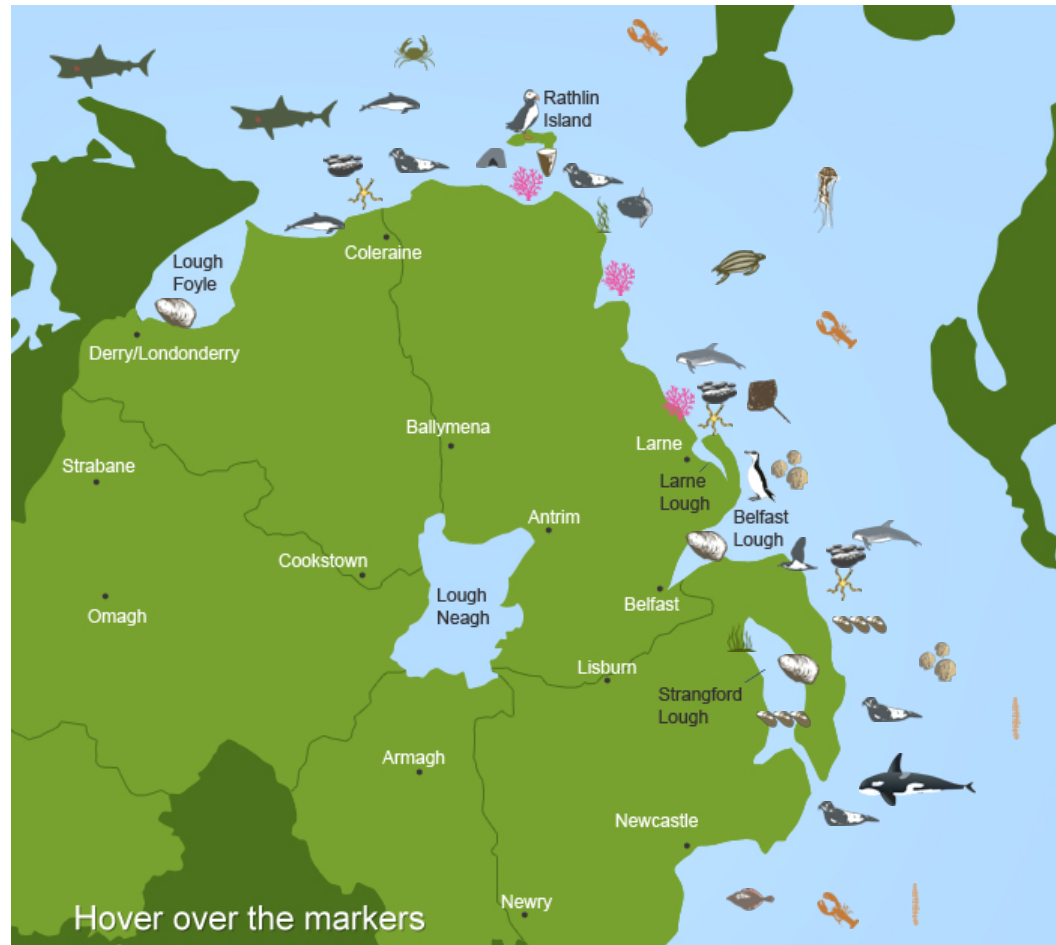 Rathlin
Island
Coleraine
Lough
Foyle
Derry/Londonderry
Ballymena
Larne
Strabane
Larne
Lough
Belfast
Lough
Antrim
Cookstown
Lough
Neagh
Belfast
Omagh
Lisburn
Strangford
Lough
Armagh
Newcastle
Newry
Hover over the markers